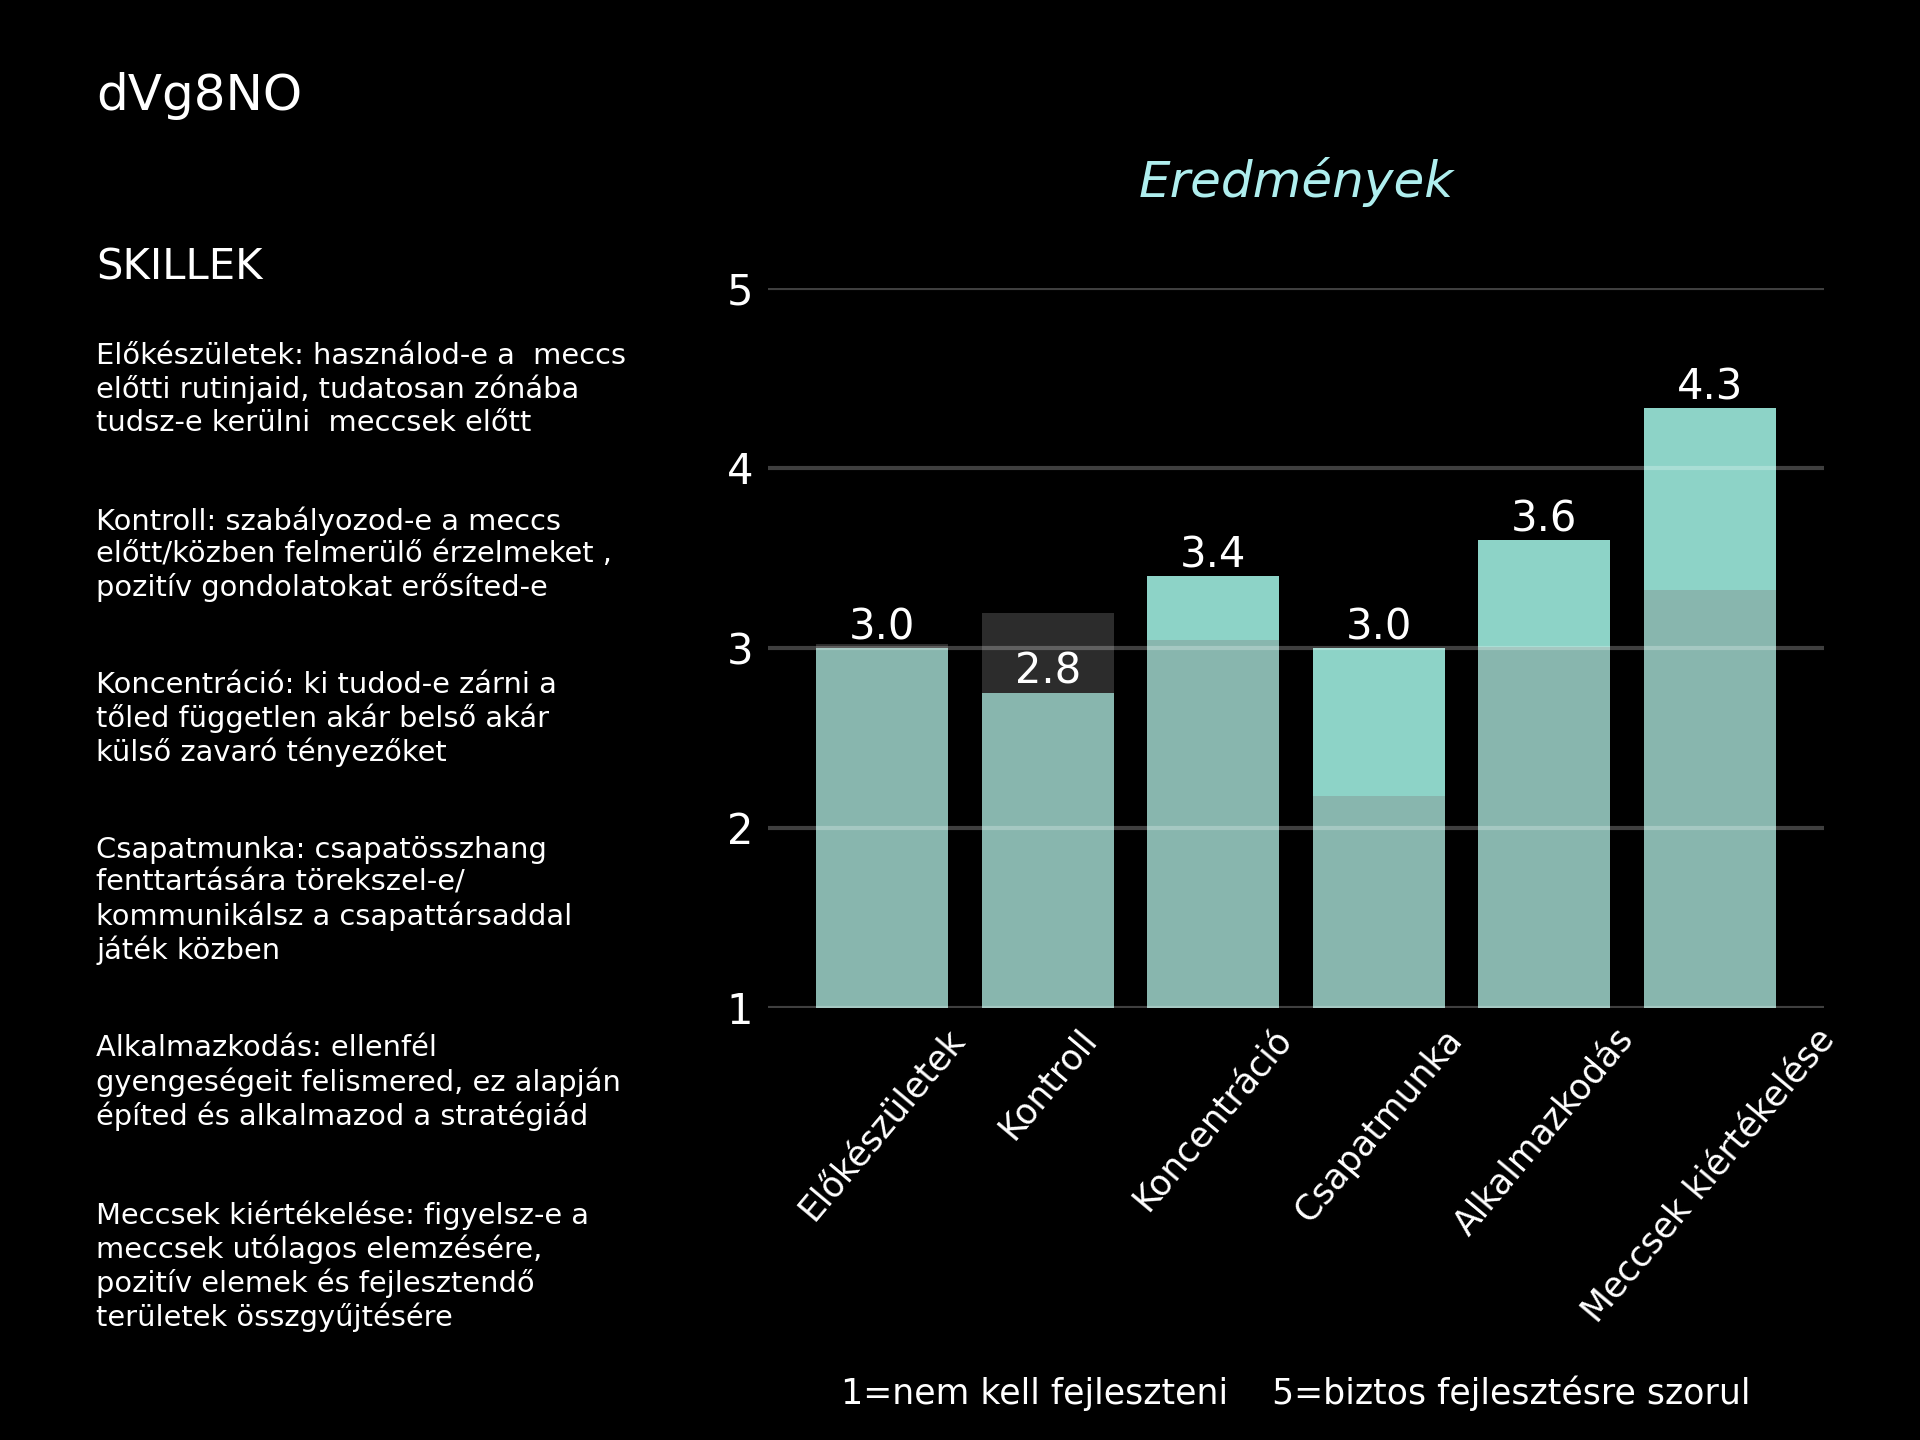 dVg8NO
SKILLEK
Előkészületek: használod-e a  meccs
előtti rutinjaid, tudatosan zónába
tudsz-e kerülni  meccsek előtt
Kontroll: szabályozod-e a meccs
előtt/közben felmerülő érzelmeket ,
pozitív gondolatokat erősíted-e
Koncentráció: ki tudod-e zárni a
tőled független akár belső akár
külső zavaró tényezőket
Csapatmunka: csapatösszhang
fenttartására törekszel-e/
kommunikálsz a csapattársaddal
játék közben
Alkalmazkodás: ellenfél
gyengeségeit felismered, ez alapján
építed és alkalmazod a stratégiád
Meccsek kiértékelése: figyelsz-e a
meccsek utólagos elemzésére,
pozitív elemek és fejlesztendő
területek összgyűjtésére
Eredmények
5
4
3
2
1
3.0
2.8
3.4
3.0
3.6
4.3
Előkészületek
Kontroll
Koncentráció
Csapatmunka
Alkalmazkodás
Meccsek kiértékelése
1=nem kell fejleszteni    5=biztos fejlesztésre szorul